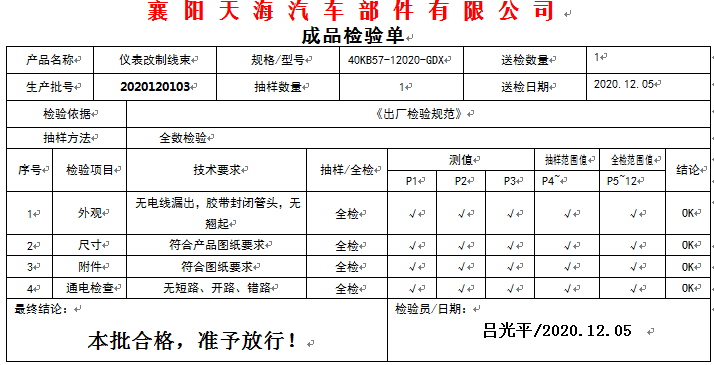 襄阳天海汽车部件有限公司
成品检验单
产品名称 仪表改制线束 规格/型号 40KB57-12020-GDX 送检数量 1
生产批号 2020120103 抽样数量 1 送检日期 2020.12.05
检验依据 《出厂检验规范》
抽样方法 全数检验
序号 检验项目 技术要求 抽样/全检 测值 抽样范围值 全检范围值 结论
P1 P2 P3 P4~ P5~12
1 外观 无电线漏出，胶带封闭管头，无翘起 全检 √ √ √ √ √ OK
2 尺寸 符合产品图纸要求 全检 √ √ √ √ √ OK
3 附件 符合图纸要求 全检 √ √ √ √ √ OK
4 通电检查 无短路、开路、错路 全检 √ √ √ √ √ OK
最终结论： 检验员/日期：
本批合格，准予放行！ 吕光平/2020.12.05